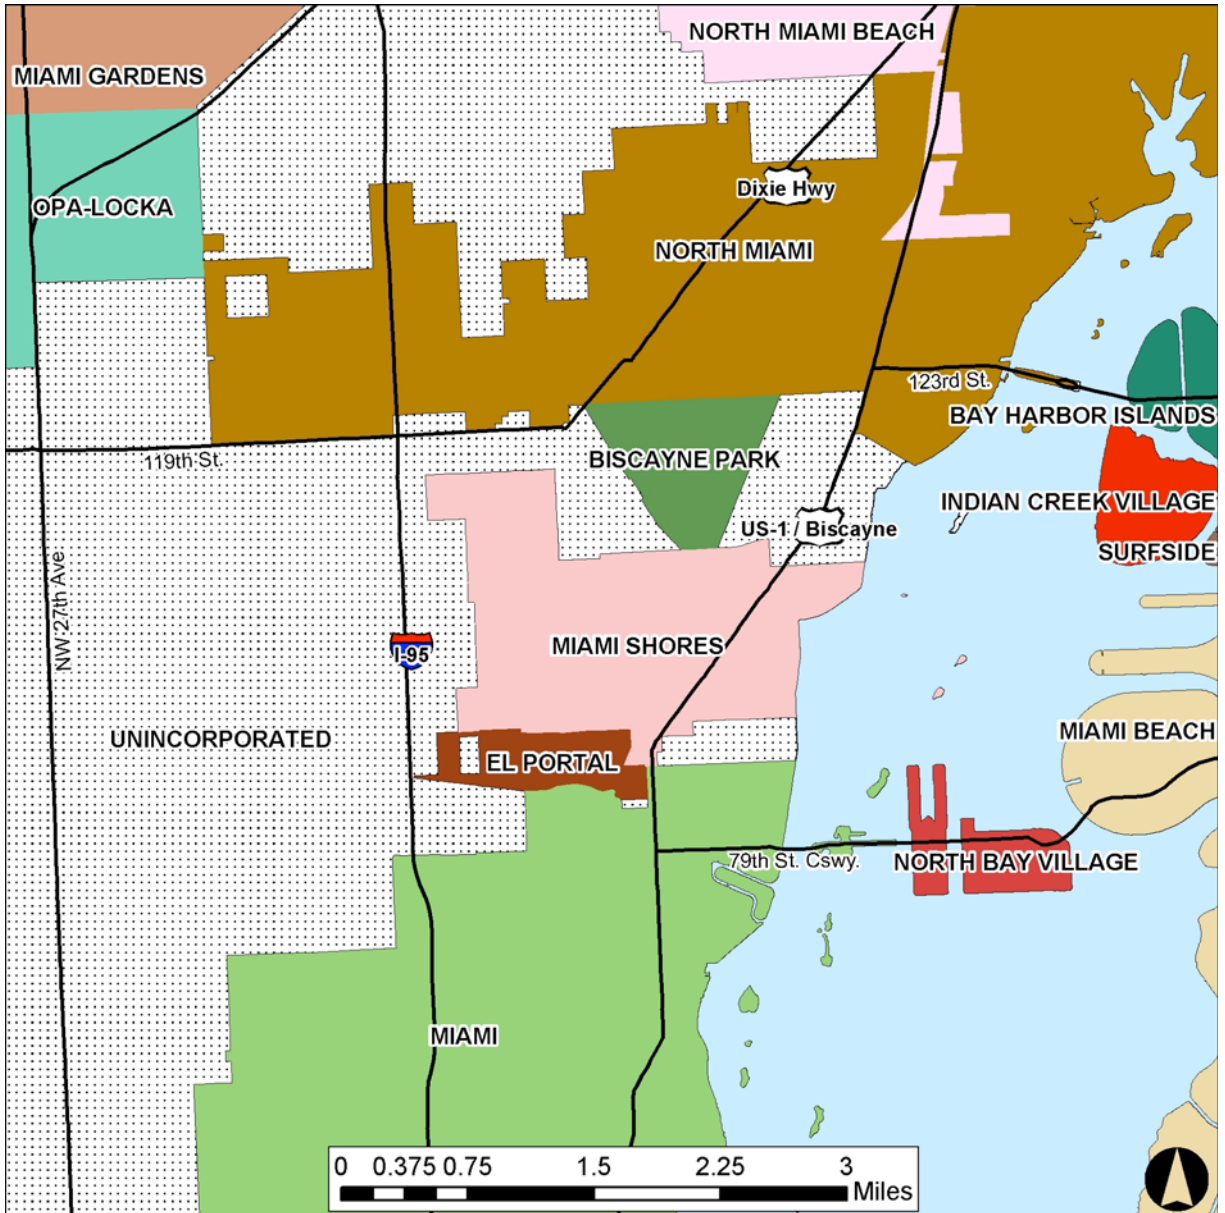 NORTH MIAMI BEACH
MIAMI GARDENS
Dixie Hwy
OPA-LOCKA
NORTH MIAMI
123rd St.
BAY HARBOR ISLANDS
119th St.
BISCAYNE PARK
INDIAN CREEK VILLAGE
US-1 / Biscayne
SURFSIDE
NW 27th Ave
MIAMI SHORES
I-95
UNINCORPORATED
MIAMI BEACH
EL PORTAL
79th St. Cswy.
NORTH BAY VILLAGE
MIAMI
0 0.375 0.75 1.5 2.25 3
Miles